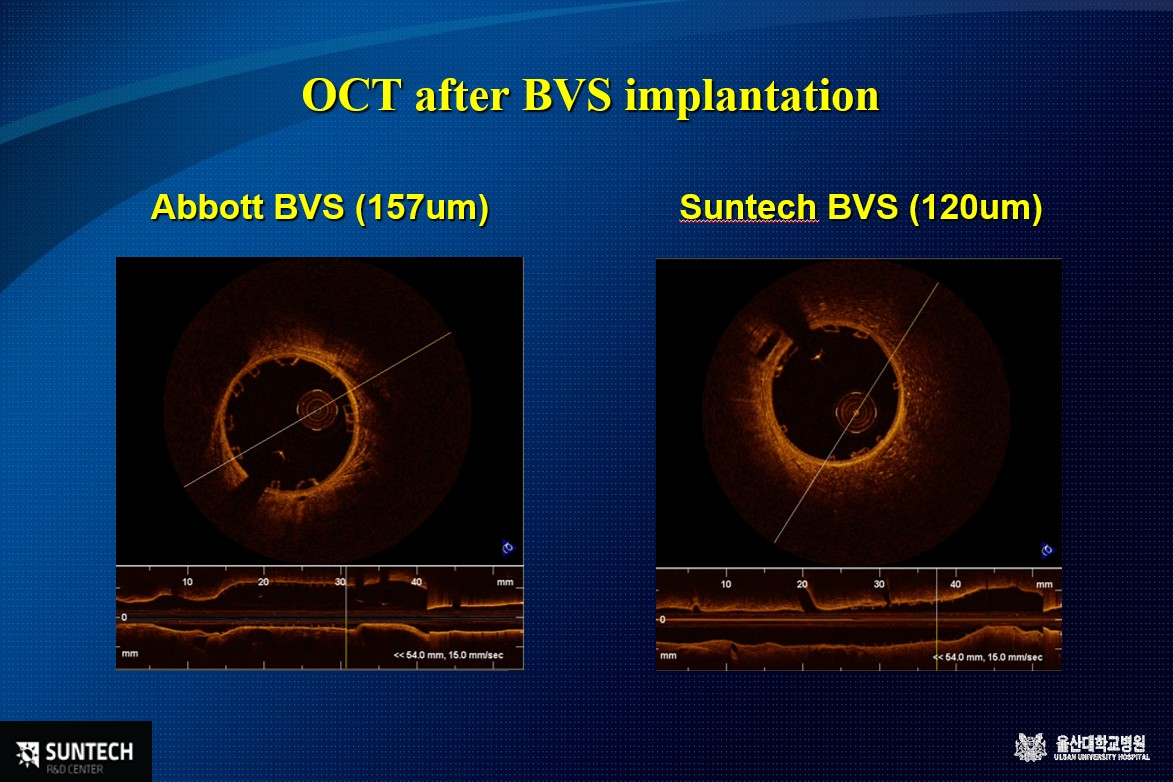 OCT after BVS implantation
Abbott BVS (157um)
Suntech BVS (120um)
10 20 30 40 mm
0
mm
<< 54.0 mm, 15.0 mm/sec
10 20 30 40 mm
0
mm
<< 54.0 mm, 15.0 mm/sec
SUNTECH
R&D CENTER
울산대학교병원
ULSAN UNIVERSITY HOSPITAL